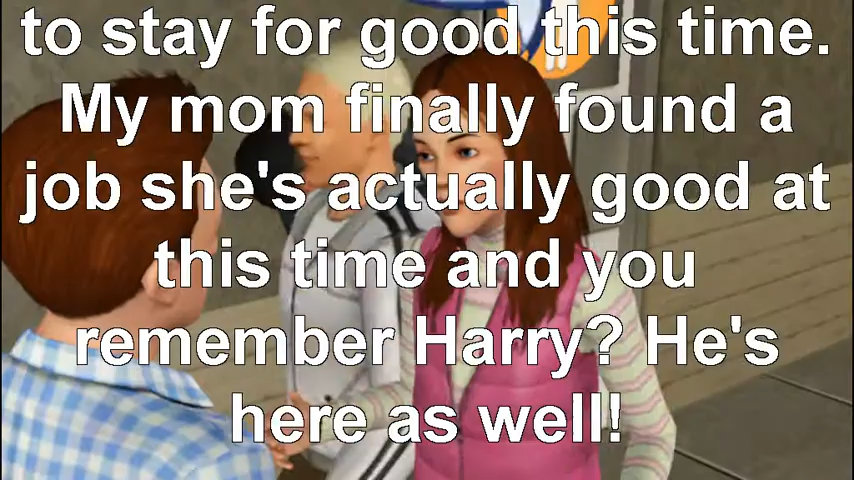 to stay for good this time.
My mom finally found a
job she's actually good at
this time and you
remember Harry? He's
here as well!